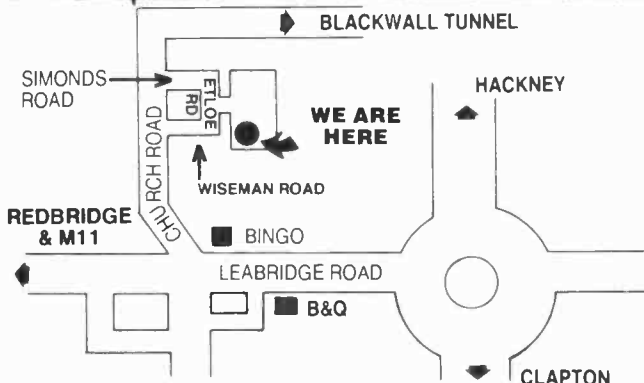 BLACKWALL TUNNEL
SIMONDS
ROAD
ETLOE
RD
HACKNEY
WE ARE
HERE
CHURCH ROAD
WISEMAN ROAD
REDBRIDGE
& M11
BINGO
LEABRIDGE ROAD
B&Q
CLAPTON